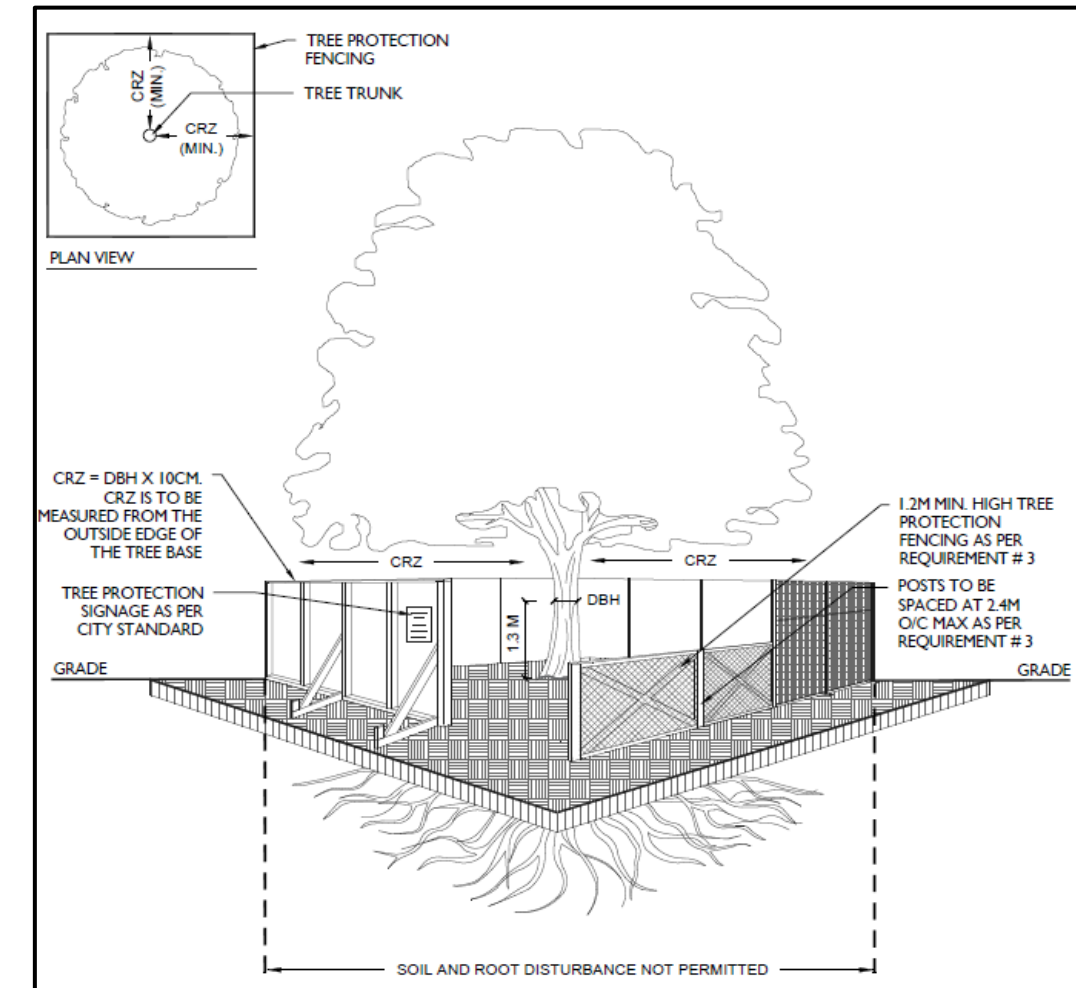 TREE PROTECTION
FENCING
TREE TRUNK
CRZ
(MIN.)
CRZ
(MIN.)
PLAN VIEW
CRZ = DBH X 10CM.
CRZ IS TO BE
MEASURED FROM THE
OUTSIDE EDGE OF
THE TREE BASE
TREE PROTECTION
SIGNAGE AS PER
CITY STANDARD
GRADE
CRZ
CRZ
DBH
1.3 M
1.2M MIN. HIGH TREE
PROTECTION
FENCING AS PER
REQUIREMENT # 3
POSTS TO BE
SPACED AT 2.4M
O/C MAX AS PER
REQUIREMENT # 3
GRADE
SOIL AND ROOT DISTURBANCE NOT PERMITTED